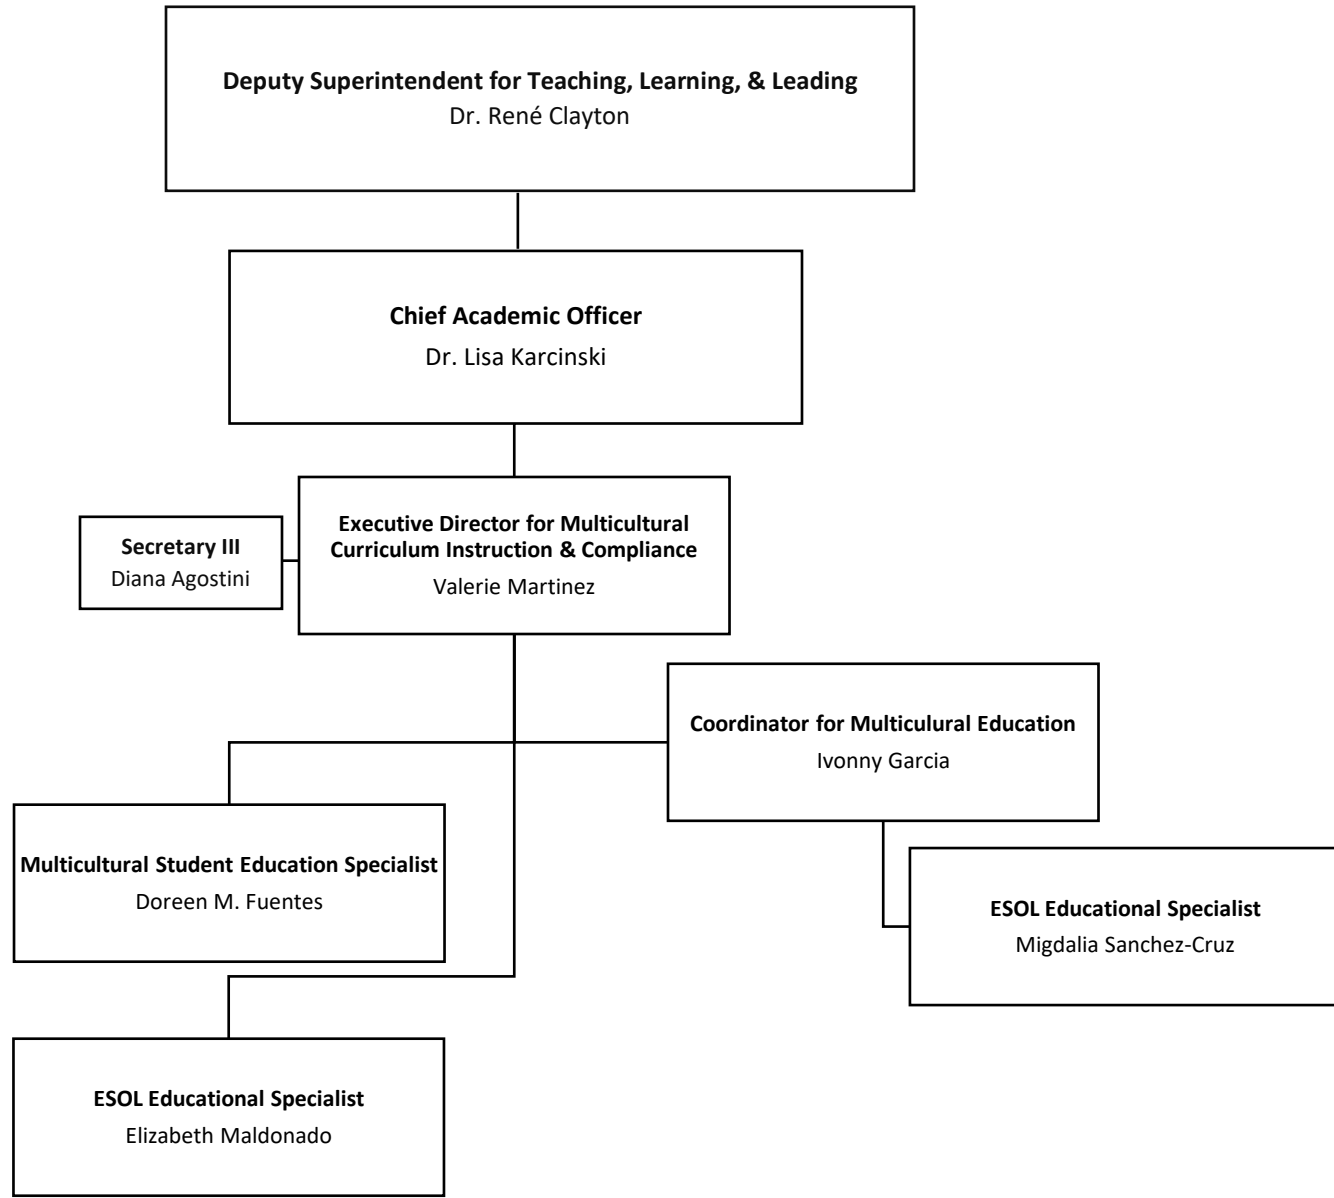 Deputy Superintendent for Teaching, Learning, & Leading
Dr. René Clayton
Chief Academic Officer
Dr. Lisa Karcinski
Executive Director for Multicultural
Curriculum Instruction & Compliance
Valerie Martinez
Secretary III
Diana Agostini
Coordinator for Multiculural Education
Ivonny Garcia
Multicultural Student Education Specialist
Doreen M. Fuentes
ESOL Educational Specialist
Migdalia Sanchez-Cruz
ESOL Educational Specialist
Elizabeth Maldonado